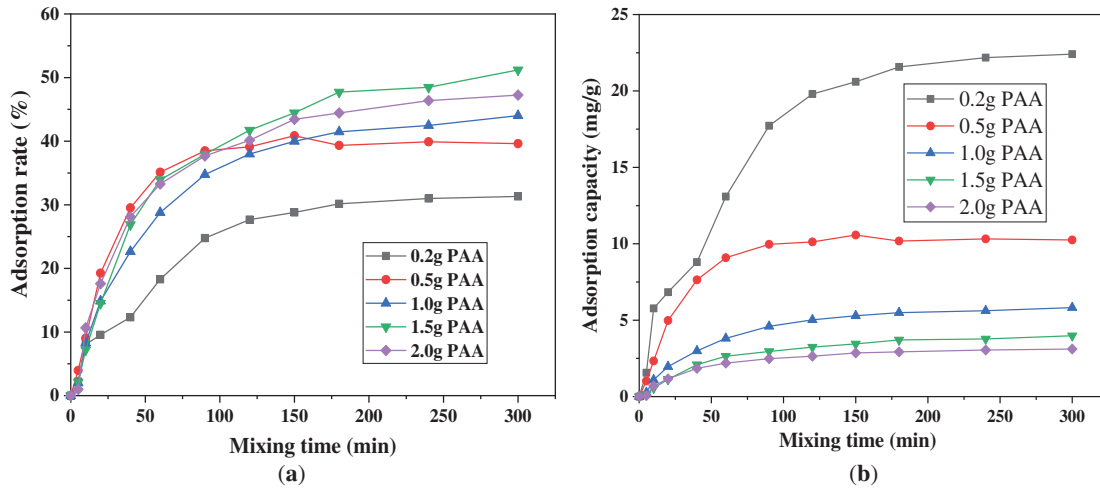 60
50
40
30
20
10
0
0 50 100 150 200 250 300
Adsorption rate (%)
Mixing time (min)
0.2g PAA
0.5g PAA
1.0g PAA
1.5g PAA
2.0g PAA
(a)
25
20
15
10
5
0
0 50 100 150 200 250 300
Adsorption capacity (mg/g)
Mixing time (min)
0.2g PAA
0.5g PAA
1.0g PAA
1.5g PAA
2.0g PAA
(b)